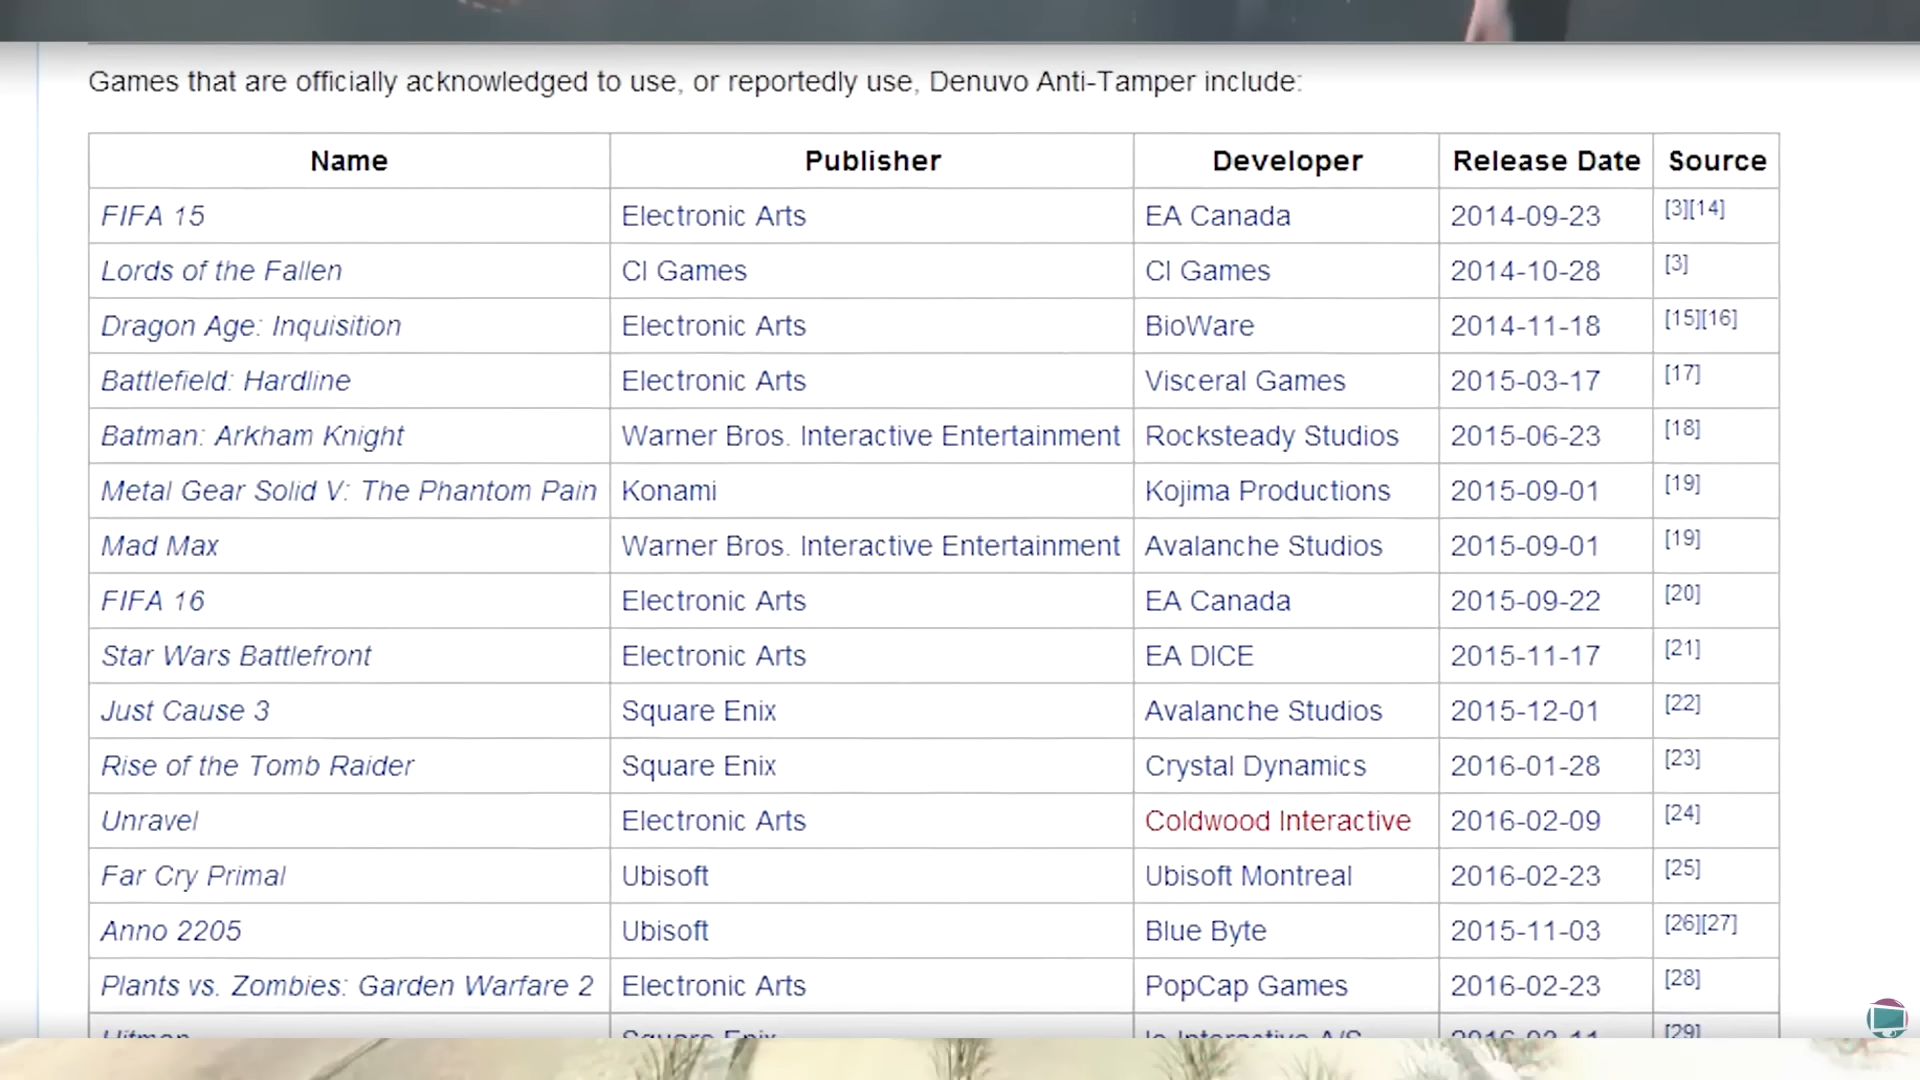 Games that are officially acknowledged to use, or reportedly use, Denuvo Anti-Tamper include:
Name Publisher Developer Release Date Source
FIFA 15 Electronic Arts EA Canada 2014-09-23 [3][14]
Lords of the Fallen CI Games CI Games 2014-10-28 [3]
Dragon Age: Inquisition Electronic Arts BioWare 2014-11-18 [15][16]
Battlefield: Hardline Electronic Arts Visceral Games 2015-03-17 [17]
Batman: Arkham Knight Warner Bros. Interactive Entertainment Rocksteady Studios 2015-06-23 [18]
Metal Gear Solid V: The Phantom Pain Konami Kojima Productions 2015-09-01 [19]
Mad Max Warner Bros. Interactive Entertainment Avalanche Studios 2015-09-01 [19]
FIFA 16 Electronic Arts EA Canada 2015-09-22 [20]
Star Wars Battlefront Electronic Arts EA DICE 2015-11-17 [21]
Just Cause 3 Square Enix Avalanche Studios 2015-12-01 [22]
Rise of the Tomb Raider Square Enix Crystal Dynamics 2016-01-28 [23]
Unravel Electronic Arts Coldwood Interactive 2016-02-09 [24]
Far Cry Primal Ubisoft Ubisoft Montreal 2016-02-23 [25]
Anno 2205 Ubisoft Blue Byte 2015-11-03 [26][27]
Plants vs. Zombies: Garden Warfare 2 Electronic Arts PopCap Games 2016-02-23 [28]
Hitman Square Enix Io Interactive A/S 2016-03-11 [29]